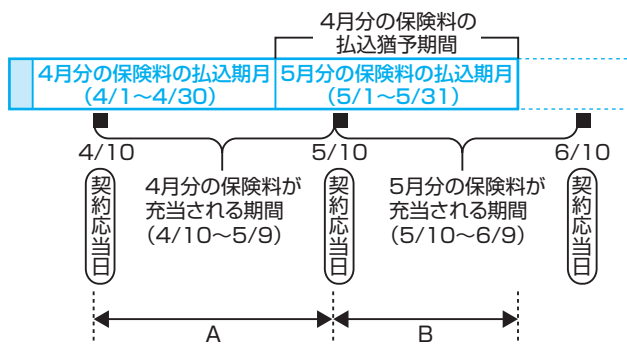 4月分の保険料の
払込猶予期間
4月分の保険料の払込期月
(4/1〜4/30)
5月分の保険料の払込期月
(5/1〜5/31)
4/10
5/10
6/10
契約応当日
4月分の保険料が
充当される期間
(4/10〜5/9)
契約応当日
5月分の保険料が
充当される期間
(5/10〜6/9)
契約応当日
A
B